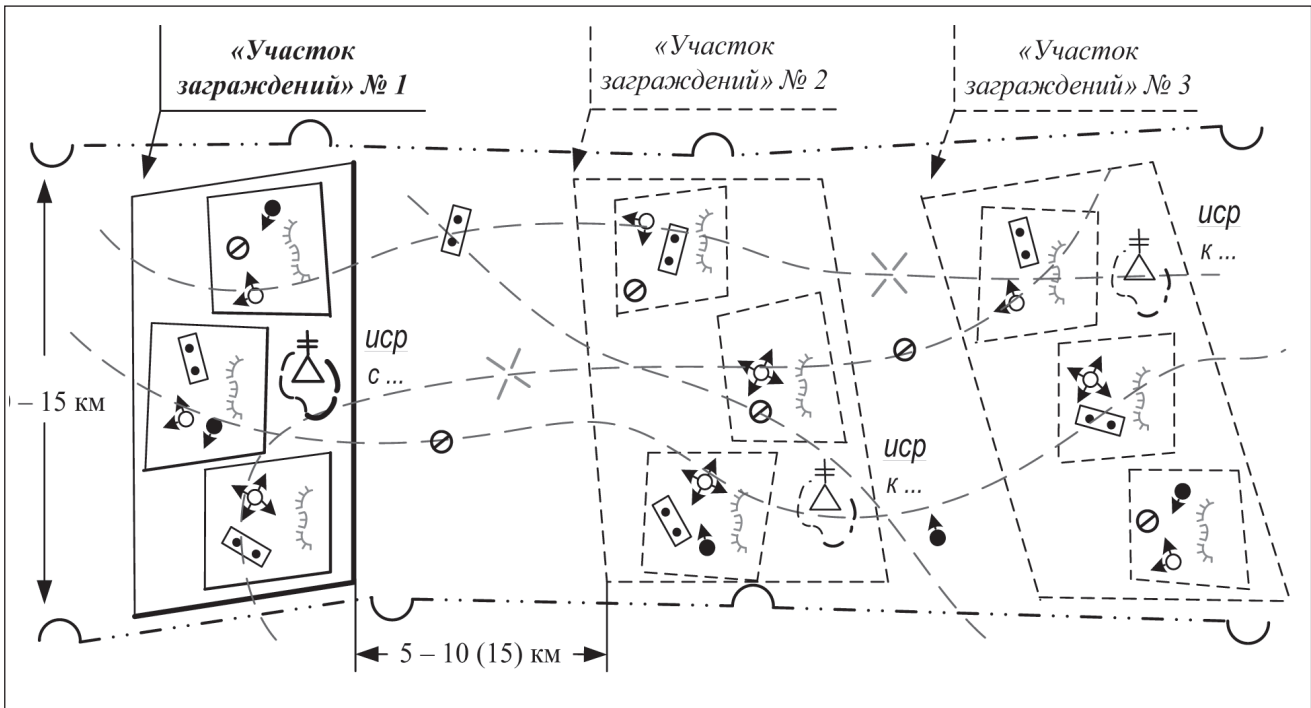 «Участок
заграждений» № 1
«Участок
заграждений» № 2
«Участок
заграждений» № 3
иср
к ...
иср
с ...
– 15 км
иср
к ...
5 – 10 (15) км